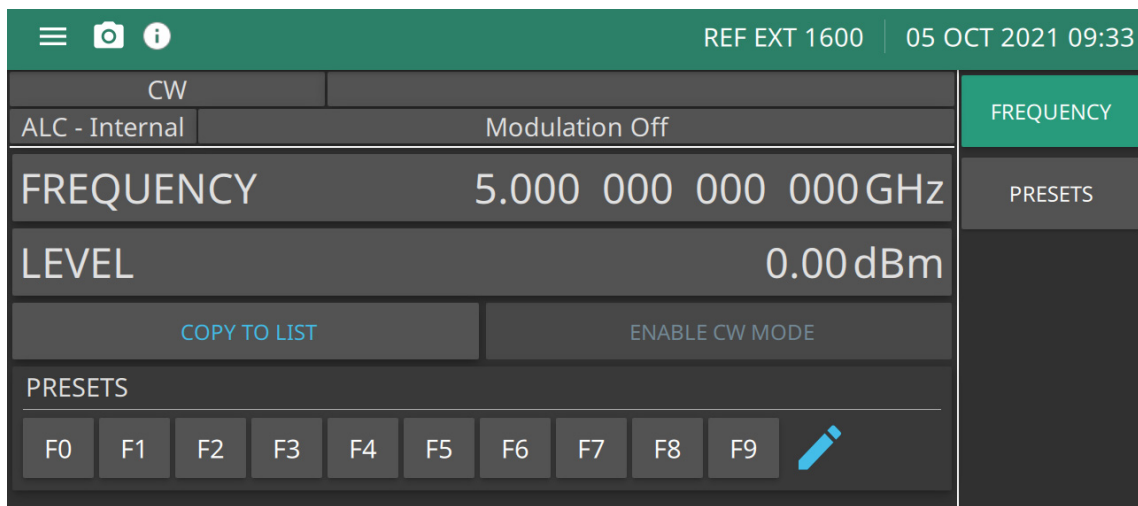 REF EXT 1600 05 OCT 2021 09:33
CW
ALC - Internal Modulation Off
FREQUENCY 5.000 000 000 000 GHz
LEVEL 0.00 dBm
COPY TO LIST ENABLE CW MODE
PRESETS
F0 F1 F2 F3 F4 F5 F6 F7 F8 F9
FREQUENCY
PRESETS